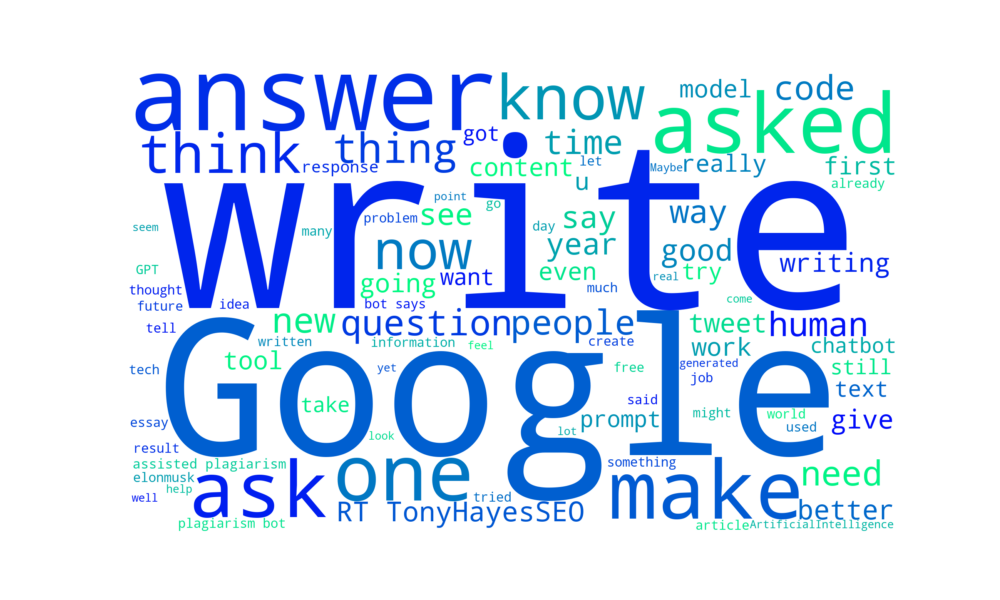 answer know model code
asked
think response thing got time content let u Maybe really first already
write
seem many problem point see go day say way
now year good writing
GPT going want even much real try
thought bot says
future idea come
tell new question people tweet human
written information feel create work chatbot
tech tool yet free generated job still
Google
take said might world text
essay look lot prompt used give
result
assisted plagiarism one something need
elonmusk ask make
help
well tried better
RT TonyHayesSEO
plagiarism bot article ArtificialIntelligence